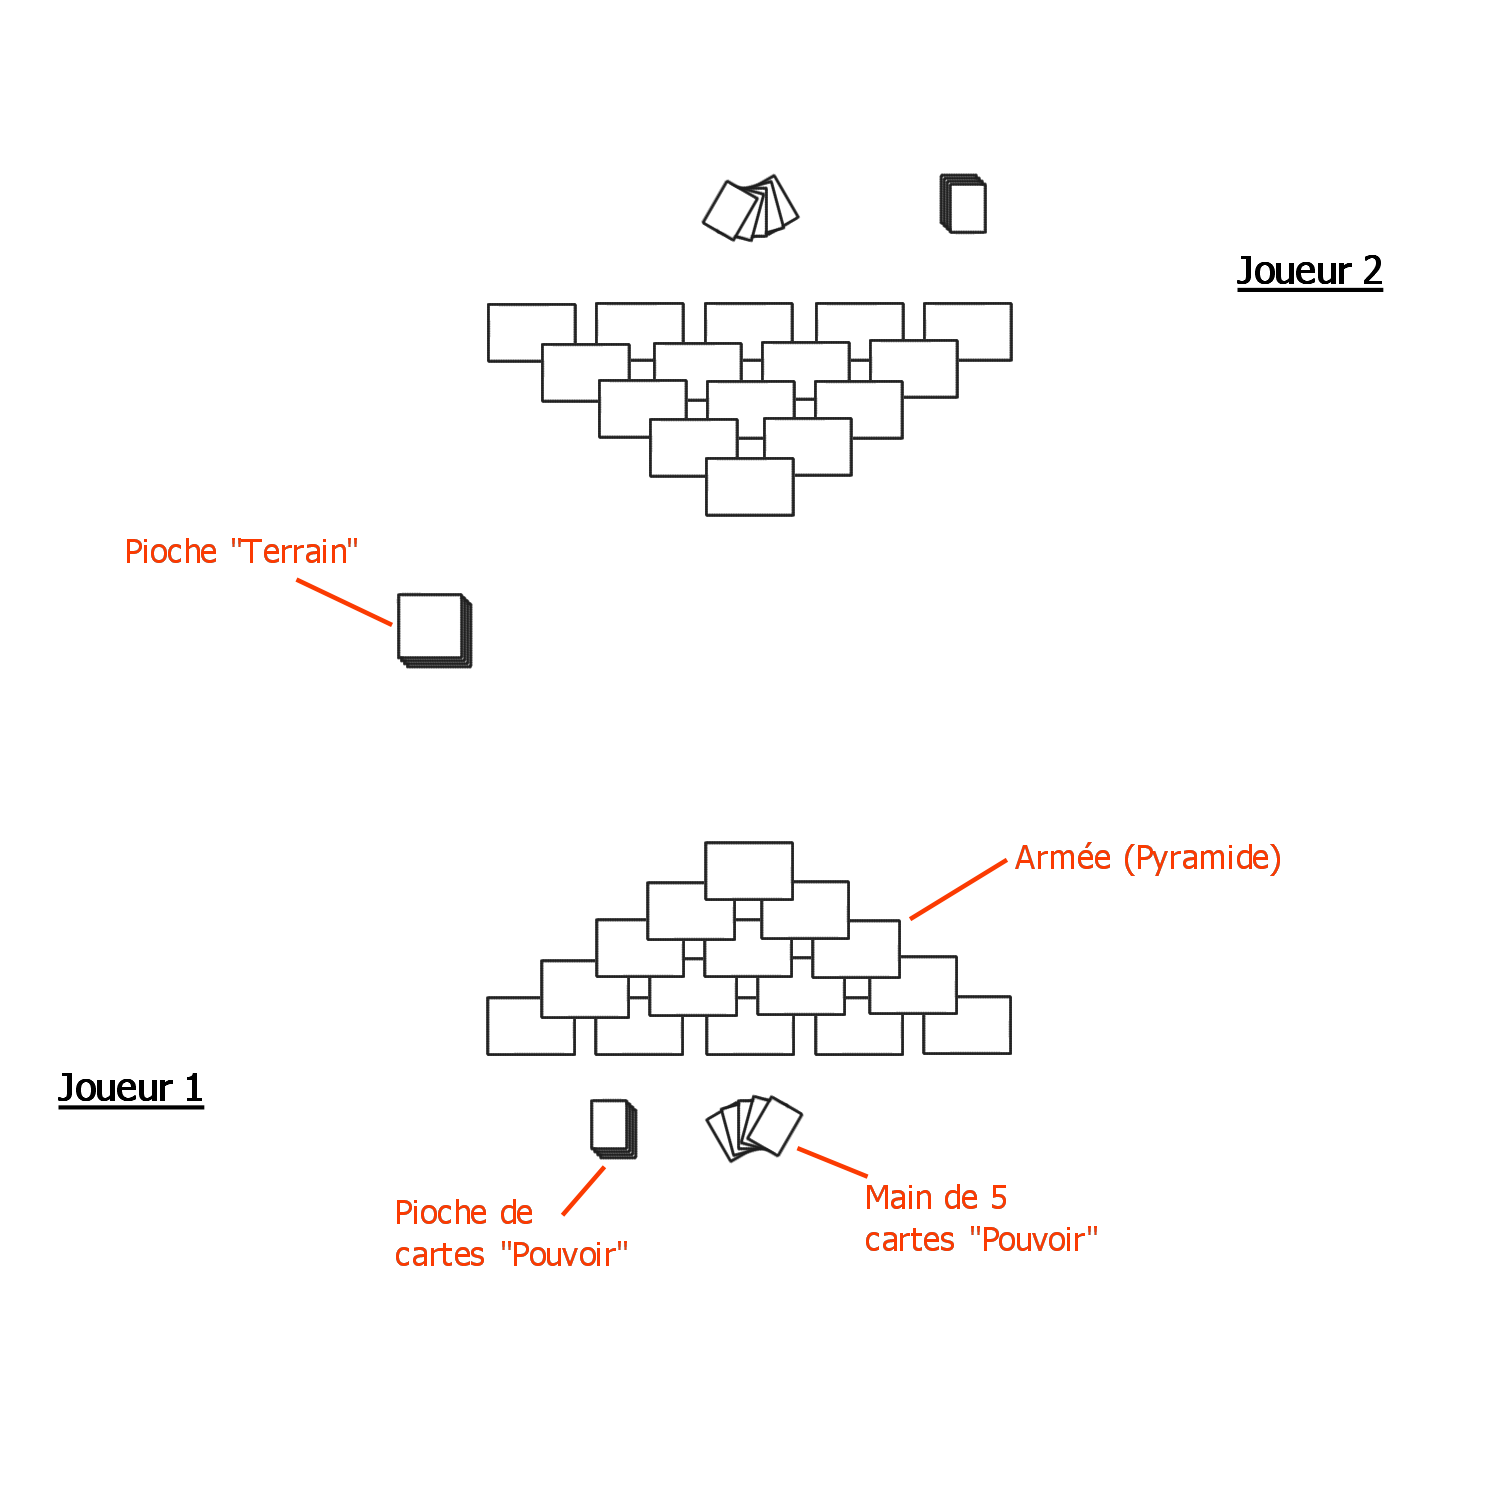 Joueur 2
Pioche "Terrain"
Armée (Pyramide)
Joueur 1
Pioche de
cartes "Pouvoir"
Main de 5
cartes "Pouvoir"